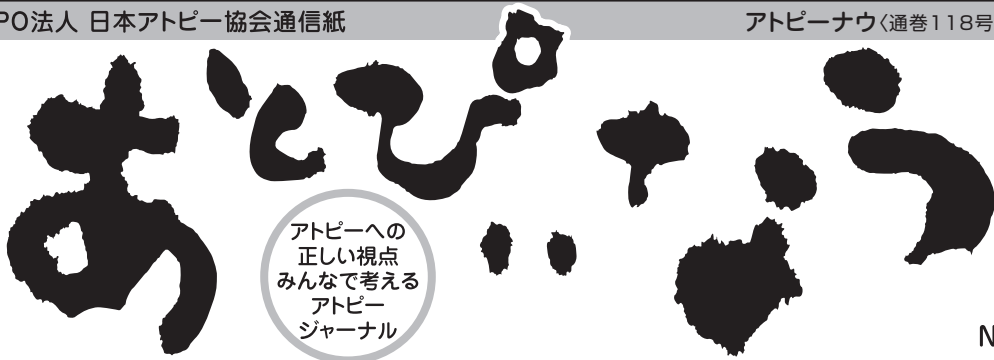 PO法人 日本アトピー協会通信紙
アトピーナウ〈通巻118号
あとぴいなう
アトピーへの
正しい視点
みんなで考える
アトピー
ジャーナル
N